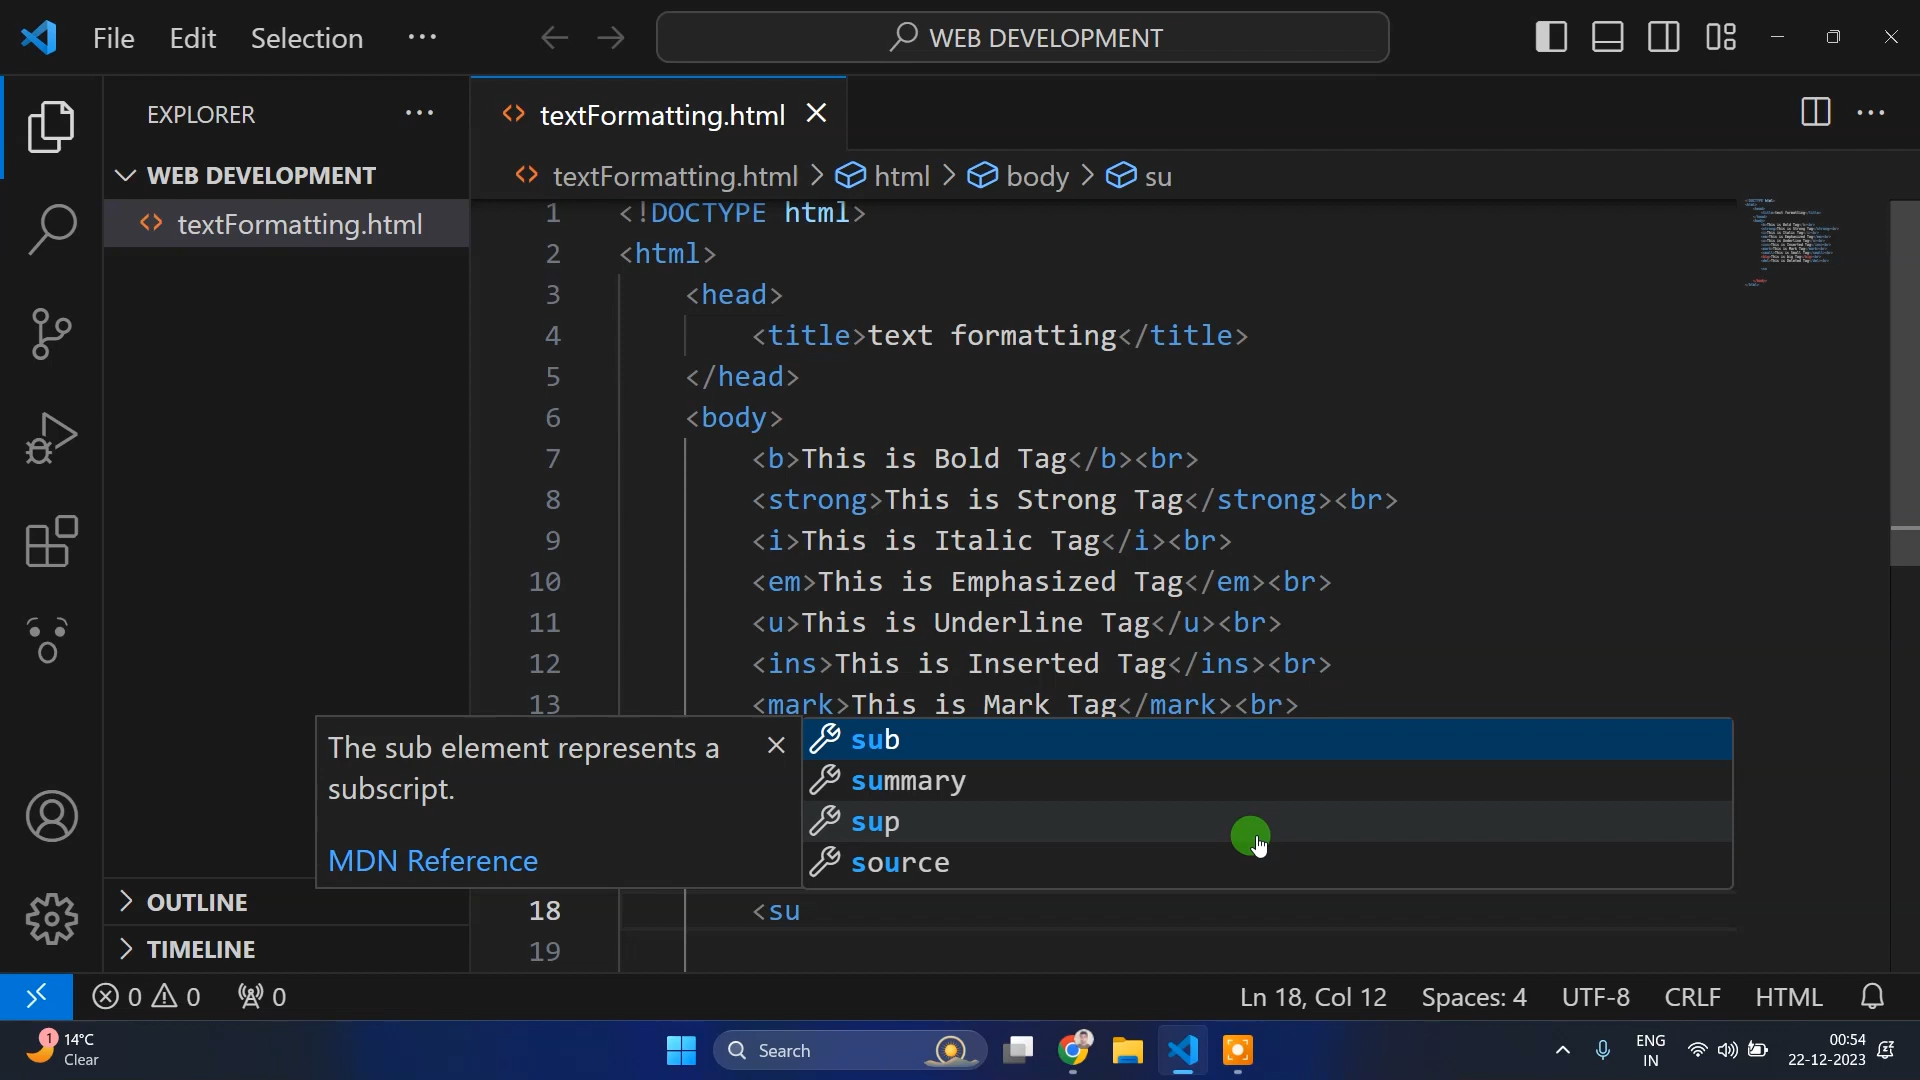 File Edit Selection ···
WEB DEVELOPMENT
EXPLORER ···
WEB DEVELOPMENT
textFormatting.html
OUTLINE
TIMELINE
textFormatting.html
textFormatting.html > html > body > su
1 <!DOCTYPE html>
2 <html>
3 <head>
4 <title>text formatting</title>
5 </head>
6 <body>
7 <b>This is Bold Tag</b><br>
8 <strong>This is Strong Tag</strong><br>
9 <i>This is Italic Tag</i><br>
10 <em>This is Emphasized Tag</em><br>
11 <u>This is Underline Tag</u><br>
12 <ins>This is Inserted Tag</ins><br>
13 <mark>This is Mark Tag</mark><br>
The sub element represents a
subscript.
MDN Reference
sub
summary
sup
source
18 <su
19
0 0 0
Ln 18, Col 12 Spaces: 4 UTF-8 CRLF HTML
1 14°C
Clear
Search
ENG
IN
00:54
22-12-2023